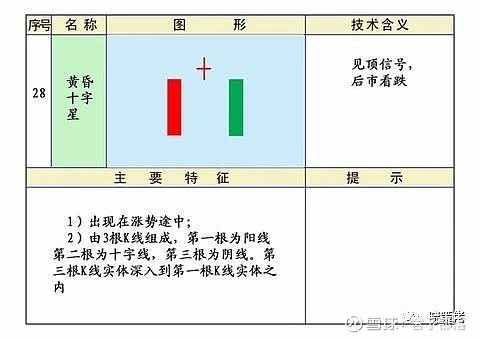 序号 名称 图形 技术含义
28 黄昏十字星 见顶信号，
后市看跌
主要特征 提示
1）出现在涨势途中；
2）由3根K线组成，第一根为阳线
第二根为十字线，第三根为阴线。第
三根K线实体深入到第一根K线实体之
内